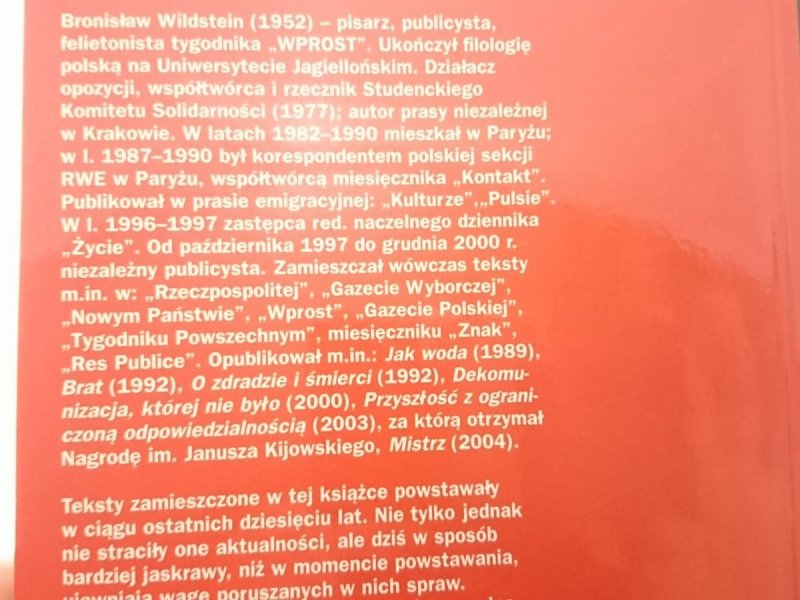 Bronisław Wildstein (1952) – pisarz, publicysta,
felietonista tygodnika „WPROST”. Ukończył filologię
polską na Uniwersytecie Jagiellońskim. Działacz
opozycji, współtwórca i rzecznik Studenckiego
Komitetu Solidarności (1977); autor prasy niezależnej
w Krakowie. W latach 1982–1990 mieszkał w Paryżu;
w l. 1987–1990 był korespondentem polskiej sekcji
RWE w Paryżu, współtwórcą miesięcznika „Kontakt”.
Publikował w prasie emigracyjnej: „Kulturze”,„Pulsie”.
W l. 1996–1997 zastępca red. naczelnego dziennika
„Życie”. Od października 1997 do grudnia 2000 r.
niezależny publicysta. Zamieszczał wówczas teksty
m.in. w: „Rzeczpospolitej”, „Gazecie Wyborczej”,
„Nowym Państwie”, „Wprost”, „Gazecie Polskiej”,
„Tygodniku Powszechnym”, miesięczniku „Znak”,
„Res Publice”. Opublikował m.in.: Jak woda (1989),
Brat (1992), O zdradzie i śmierci (1992), Dekomu-
nizacja, której nie było (2000), Przyszłość z ograni-
czoną odpowiedzialnością (2003), za którą otrzymał
Nagrodę im. Janusza Kijowskiego, Mistrz (2004).
Teksty zamieszczone w tej książce powstawały
w ciągu ostatnich dziesięciu lat. Nie tylko jednak
nie straciły one aktualności, ale dziś w sposób
bardziej jaskrawy, niż w momencie powstawania,
ujawniają wagę poruszanych w nich spraw.